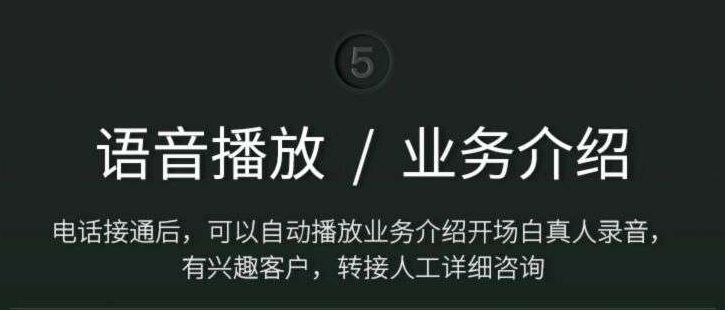 5
语音播放 / 业务介绍
电话接通后，可以自动播放业务介绍开场白真人录音，
有兴趣客户，转接人工详细咨询